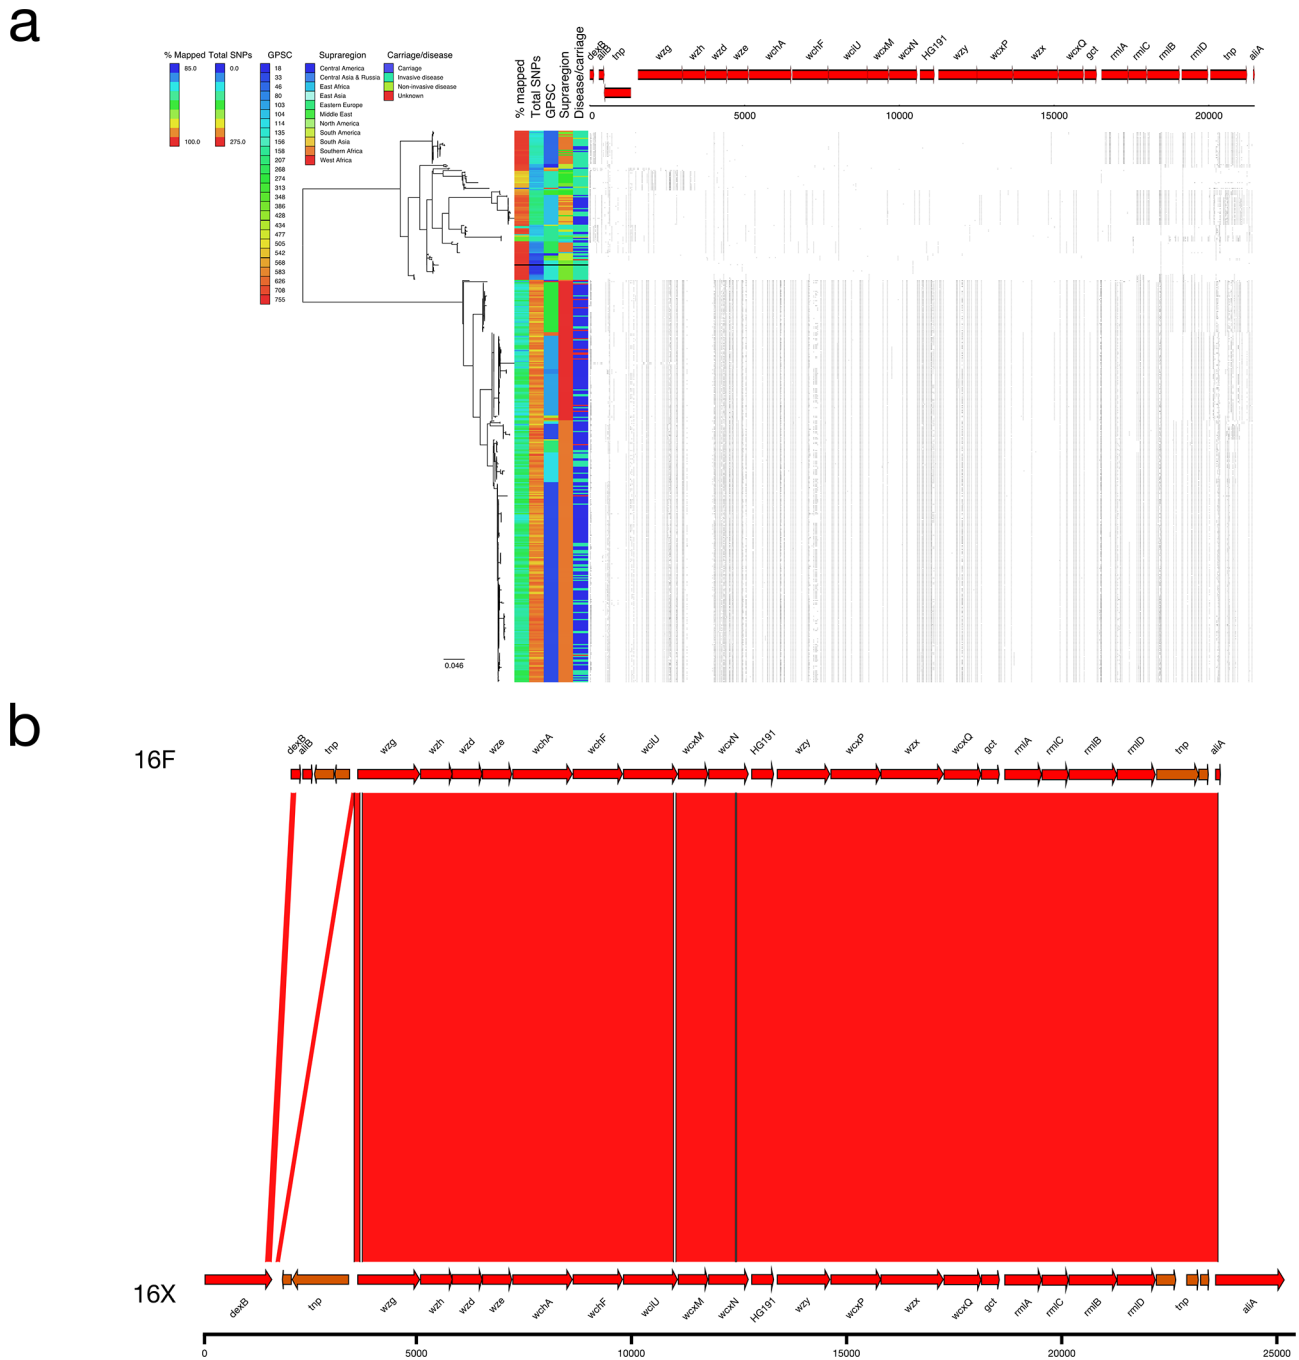 a
% Mapped Total SNPs GPSC Supraregion Carriage/disease
85.0 0.0
100.0 275.0
18
33
46
80
103
104
114
135
156
158
207
268
274
313
348
386
428
434
477
505
542
568
583
626
708
755
Central America
Central Asia & Russia
East Africa
East Asia
Eastern Europe
Middle East
North America
South America
South Asia
Southern Africa
West Africa
Carriage
Invasive disease
Non-invasive disease
Unknown
% mapped
Total SNPs
GPSC
Supraregion
Disease/carriage
dexB aliB tnp wzg wzh wzd wze wchA wchF wciU wcxM wcxN HG191 wzy wcxP wzx wcxQ gct rmlA rmlC rmlB rmlD tnp aliA
0 5000 10000 15000 20000
0.046
b
dexB aliB tnp wzg wzh wzd wze wchA wchF wciU wcxM wcxN HG191 wzy wcxP wzx wcxQ gct rmlA rmlC rmlB rmlD tnp aliA
16F
16X
dexB tnp wzg wzh wzd wze wchA wchF wciU wcxM wcxN HG191 wzy wcxP wzx wcxQ gct rmlA rmlC rmlB rmlD tnp aliA
0 5000 10000 15000 20000 25000